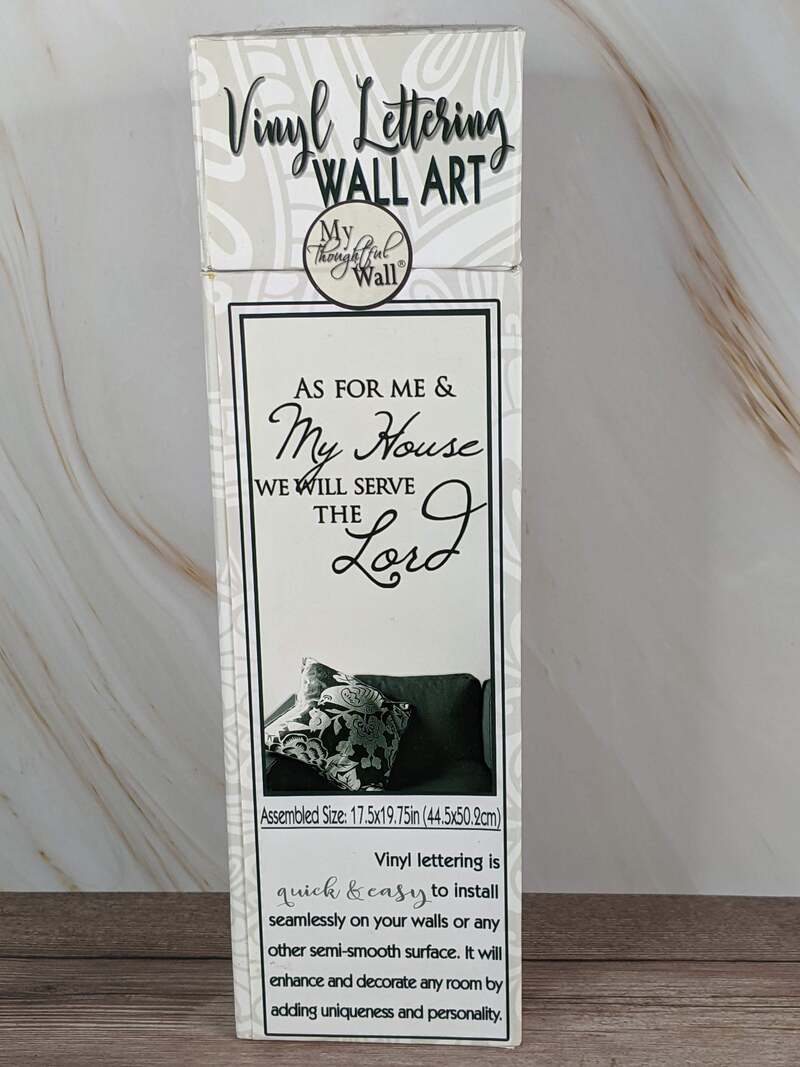 Vinyl Lettering
WALL ART
My
Thoughtful
Wall®
AS FOR ME &
My House
WE WILL SERVE
THE
Lord
Assembled Size: 17.5x19.75in (44.5x50.2cm)
Vinyl lettering is
quick & easy to install
seamlessly on your walls or any
other semi-smooth surface. It will
enhance and decorate any room by
adding uniqueness and personality.